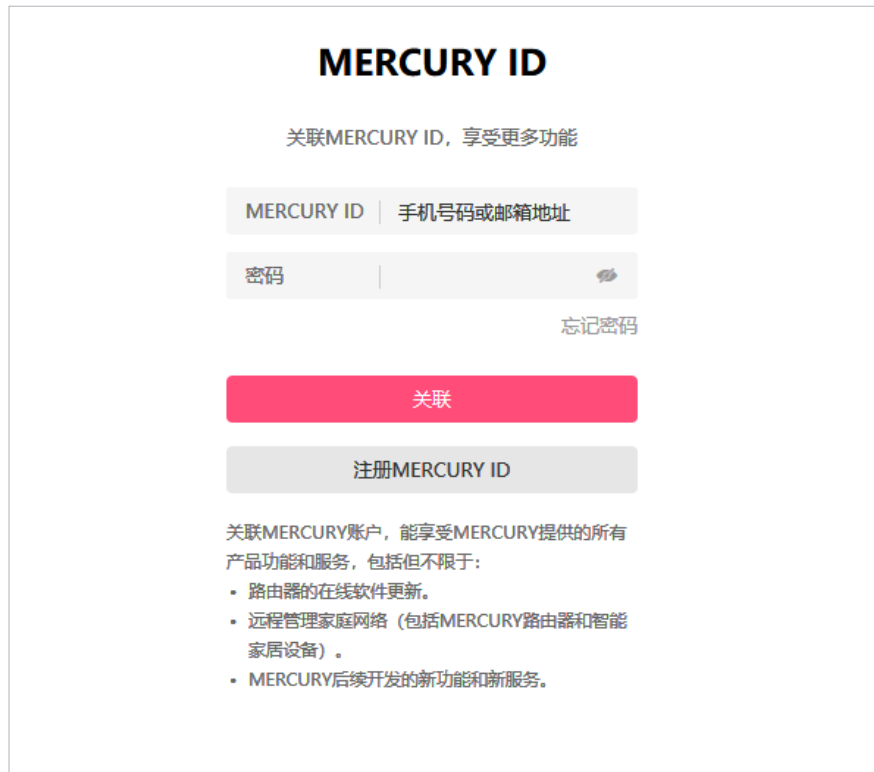 MERCURY ID
关联MERCURY ID，享受更多功能
MERCURY ID 手机号码或邮箱地址
密码
忘记密码
关联
注册MERCURY ID
关联MERCURY账户，能享受MERCURY提供的所有
产品功能和服务，包括但不限于：
• 路由器的在线软件更新。
• 远程管理家庭网络（包括MERCURY路由器和智能
家居设备）。
• MERCURY后续开发的新功能和新服务。